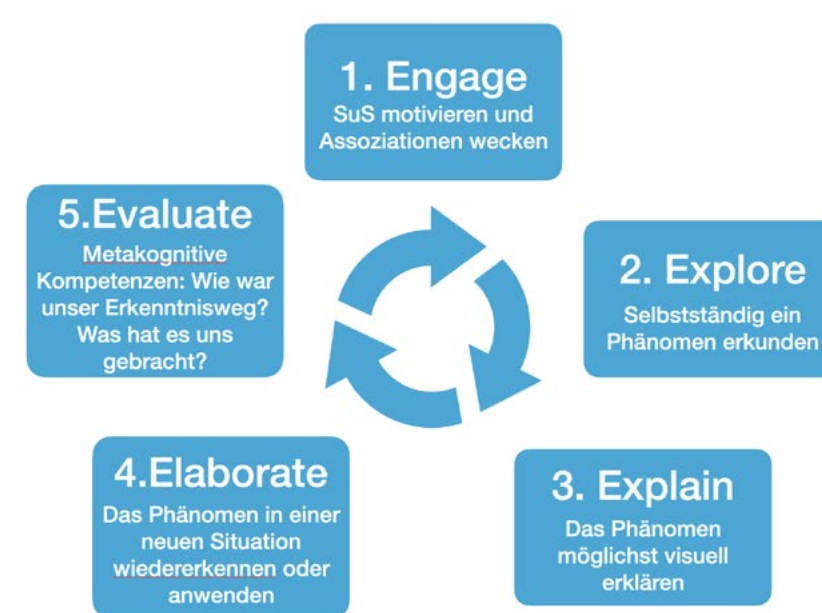 1. Engage
SuS motivieren und
Assoziationen wecken
2. Explore
Selbstständig ein
Phänomen erkunden
3. Explain
Das Phänomen
möglichst visuell
erklären
4.Elaborate
Das Phänomen in einer
neuen Situation
wiedererkennen oder
anwenden
5.Evaluate
Metakognitive
Kompetenzen: Wie war
unser Erkenntnisweg?
Was hat es uns
gebracht?